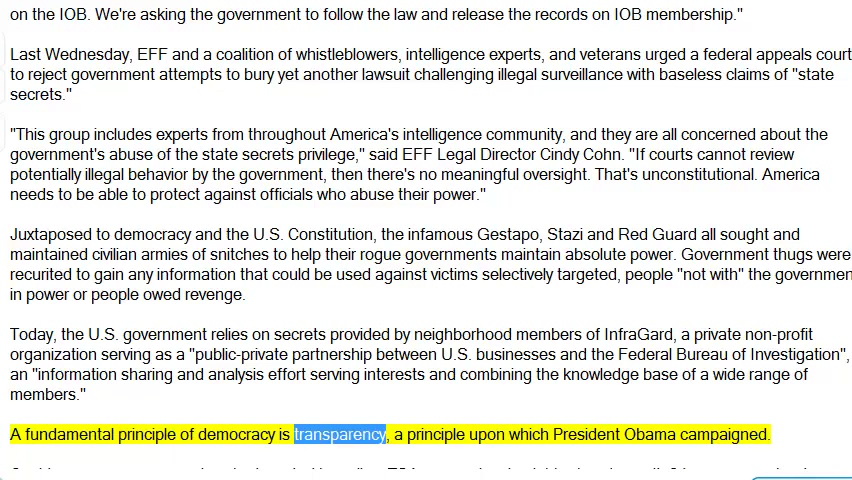 on the IOB. We're asking the government to follow the law and release the records on IOB membership."
Last Wednesday, EFF and a coalition of whistleblowers, intelligence experts, and veterans urged a federal appeals court
to reject government attempts to bury yet another lawsuit challenging illegal surveillance with baseless claims of "state
secrets."
"This group includes experts from throughout America's intelligence community, and they are all concerned about the
government's abuse of the state secrets privilege," said EFF Legal Director Cindy Cohn. "If courts cannot review
potentially illegal behavior by the government, then there's no meaningful oversight. That's unconstitutional. America
needs to be able to protect against officials who abuse their power."
Juxtaposed to democracy and the U.S. Constitution, the infamous Gestapo, Stazi and Red Guard all sought and
maintained civilian armies of snitches to help their rogue governments maintain absolute power. Government thugs were
recurited to gain any information that could be used against victims selectively targeted, people "not with" the governmen
in power or people owed revenge.
Today, the U.S. government relies on secrets provided by neighborhood members of InfraGard, a private non-profit
organization serving as a "public-private partnership between U.S. businesses and the Federal Bureau of Investigation",
an "information sharing and analysis effort serving interests and combining the knowledge base of a wide range of
members."
A fundamental principle of democracy is transparency, a principle upon which President Obama campaigned.